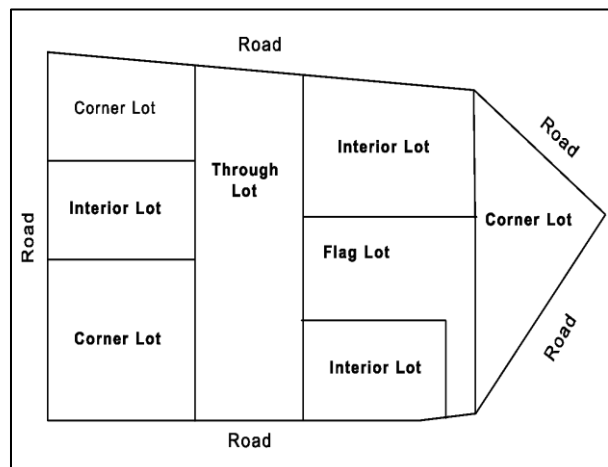 Road
Corner Lot
Interior Lot
Road
Through
Lot
Corner Lot
Interior Lot
Road
Flag Lot
Corner Lot
Interior Lot
Road
Road